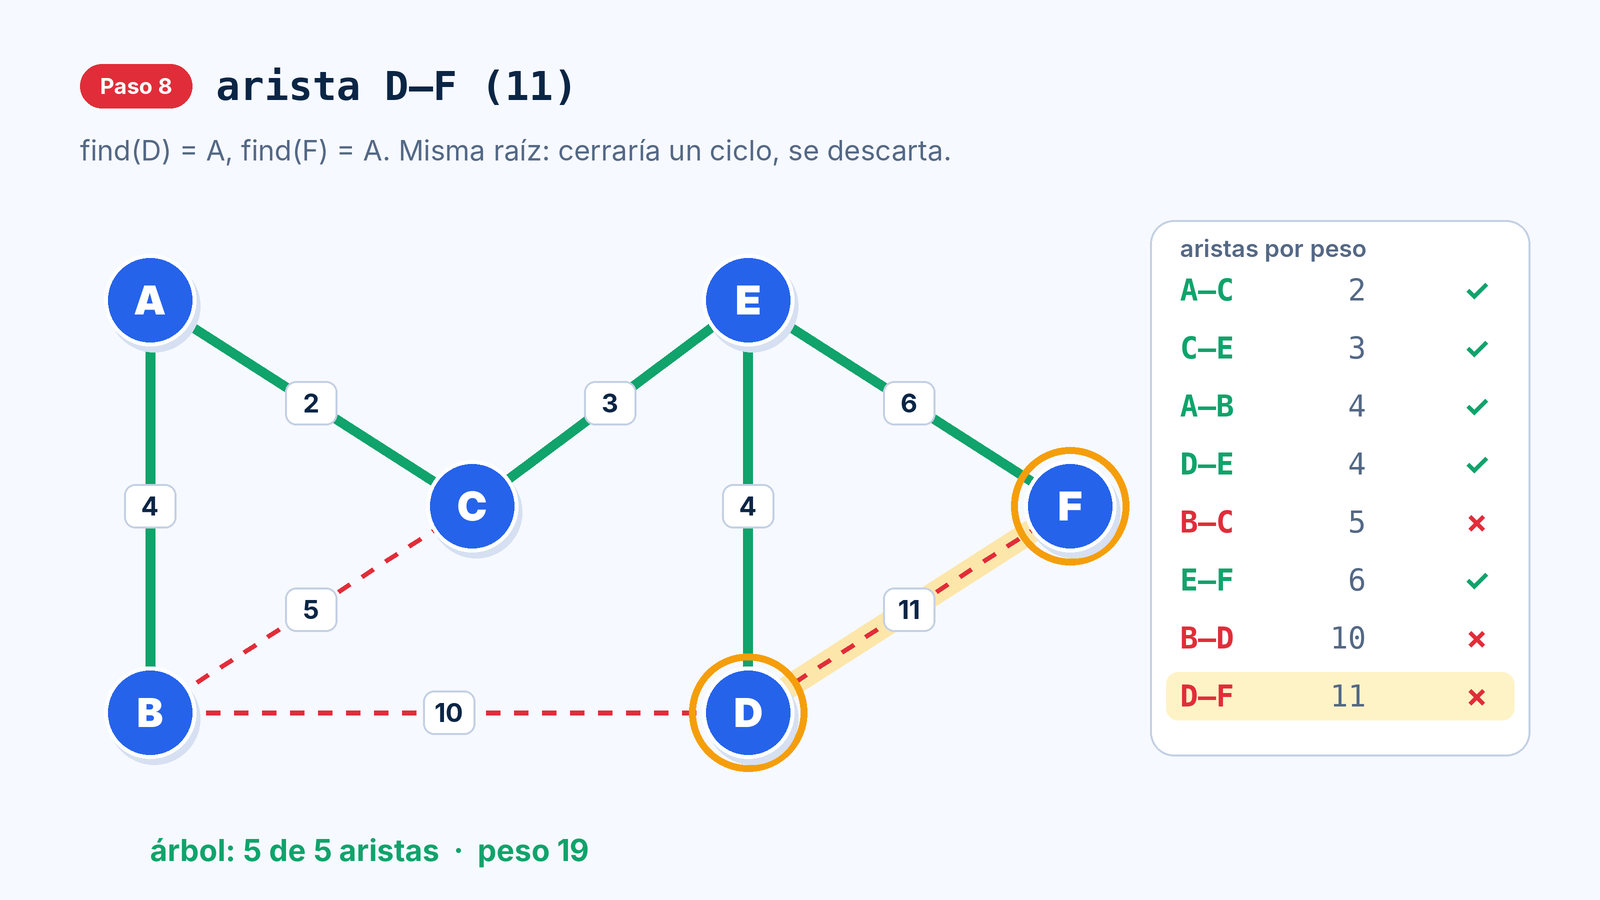 Paso 8 arista D—F (11)
find(D) = A, find(F) = A. Misma raíz: cerraría un ciclo, se descarta.
aristas por peso
A—C 2 ✓
C—E 3 ✓
A—B 4 ✓
D—E 4 ✓
B—C 5 ×
E—F 6 ✓
B—D 10 ×
D—F 11 ×
A
E
2
3
6
4
C
4
F
5
11
B
10
D
árbol: 5 de 5 aristas · peso 19